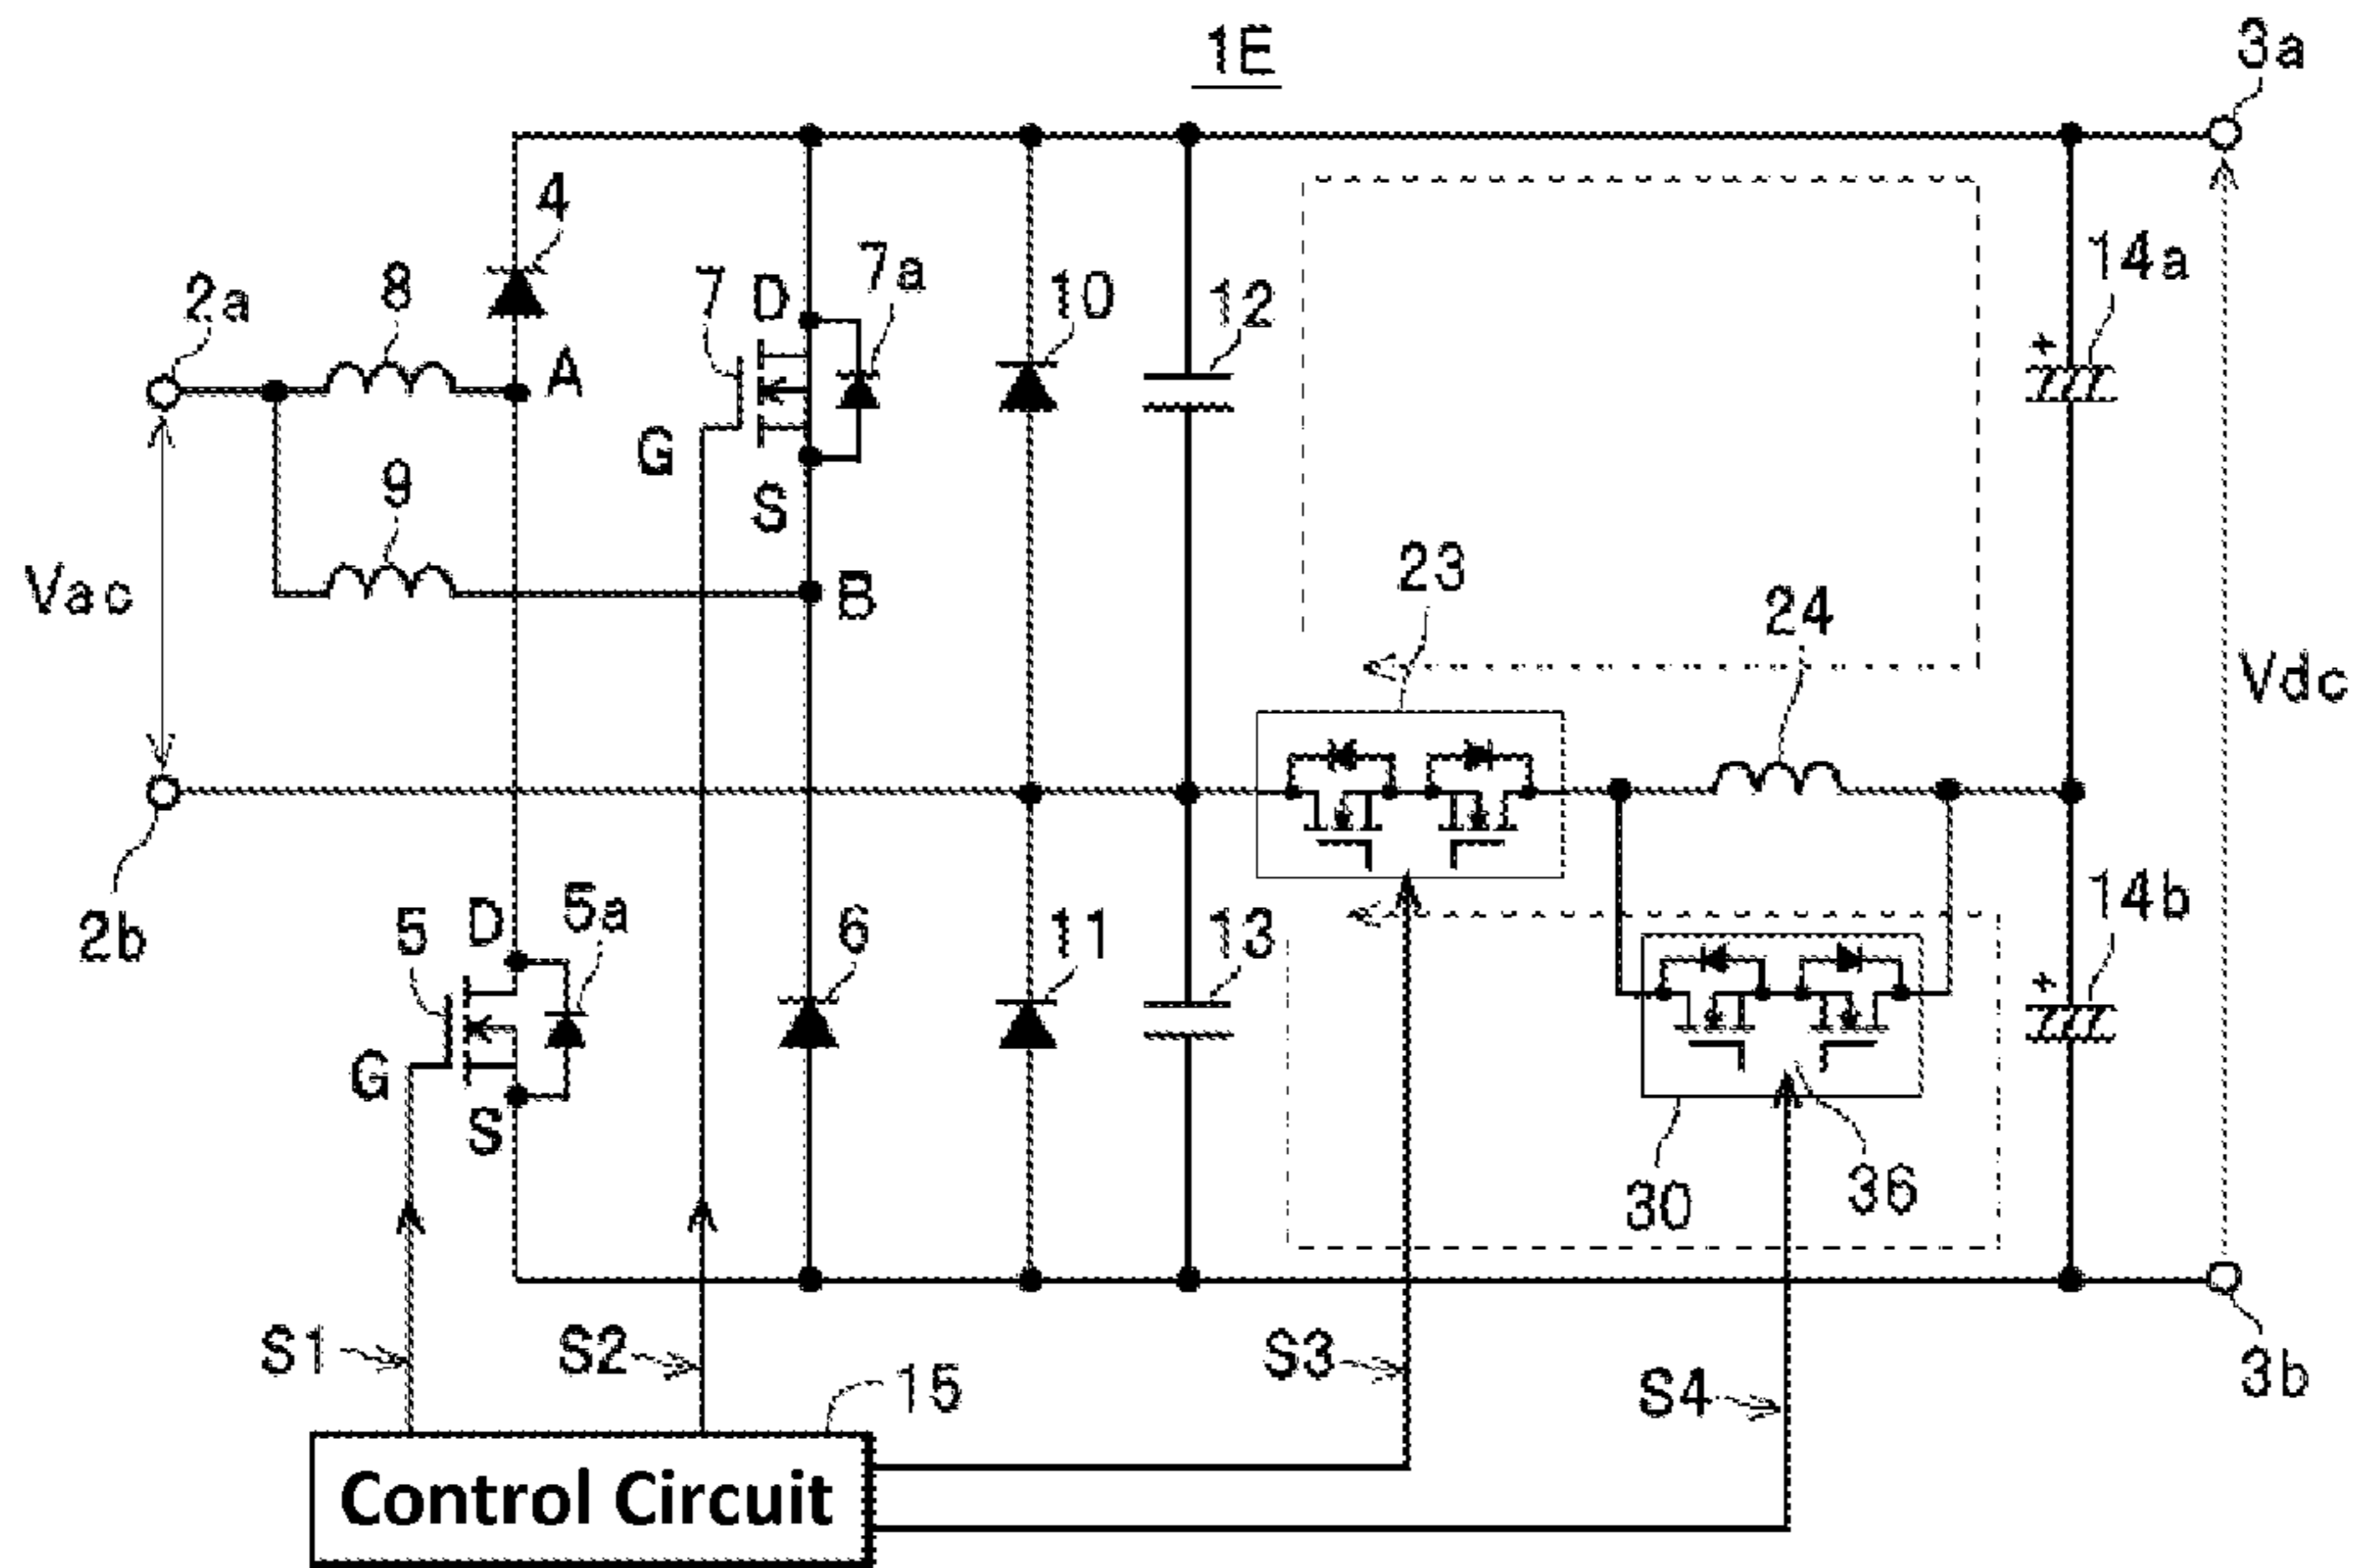 1E
3a
4
8
2a
7
D
7a
10
12
14a
+
A
G
9
S
23
24
Vac
B
Vdc
2b
5
D
5a
6
11
13
14b
+
G
S
30
36
S1
S2
15
S3
S4
3b
Control Circuit